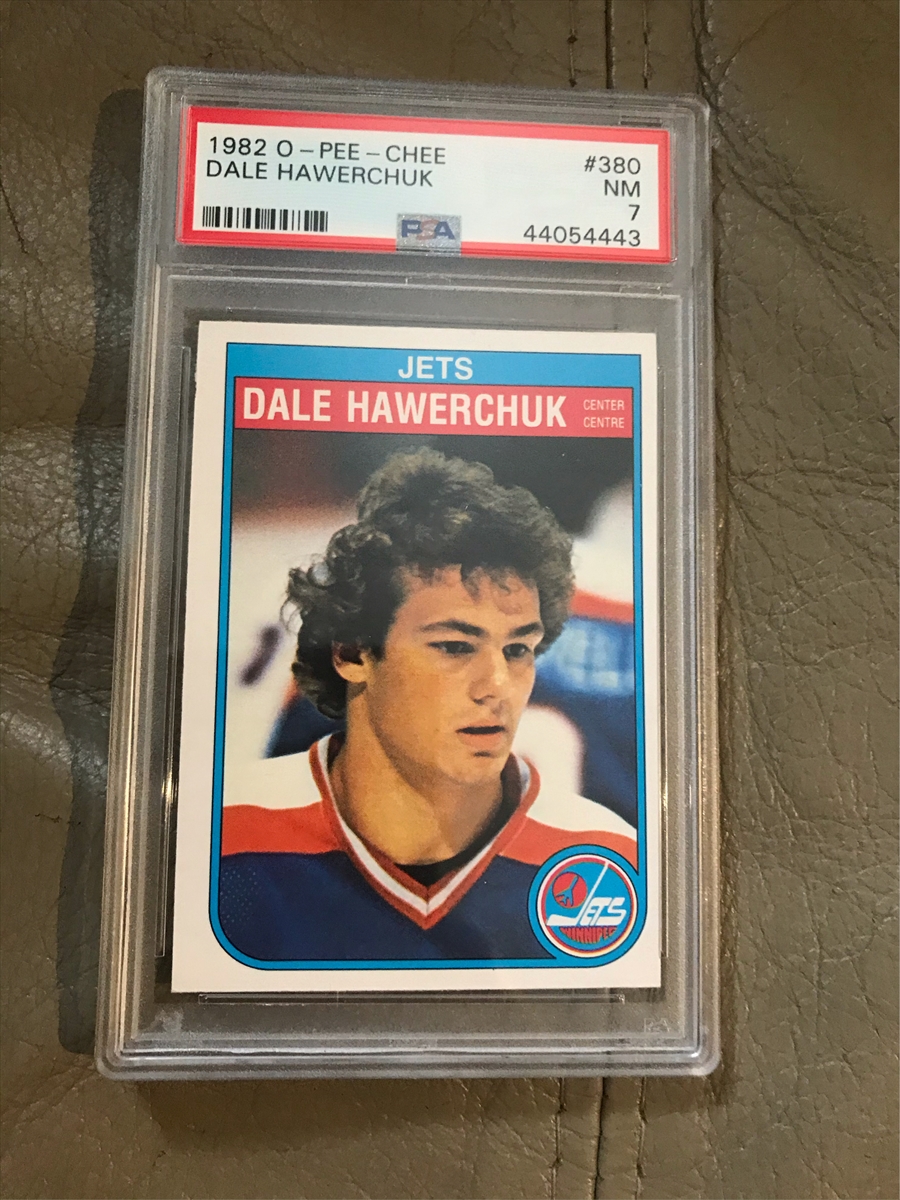 1982 O-PEE-CHEE
DALE HAWERCHUK
#380
NM
7
PSA
44054443
JETS
DALE HAWERCHUK
CENTER
CENTRE
JETS
WINNIPEG